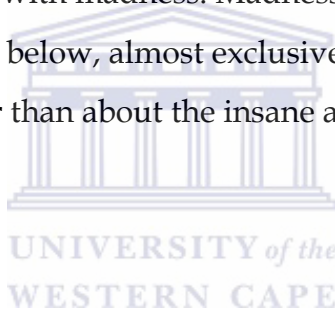 with madness. Madness
below, almost exclusive
than about the insane a
UNIVERSITY of the
WESTERN CAPE